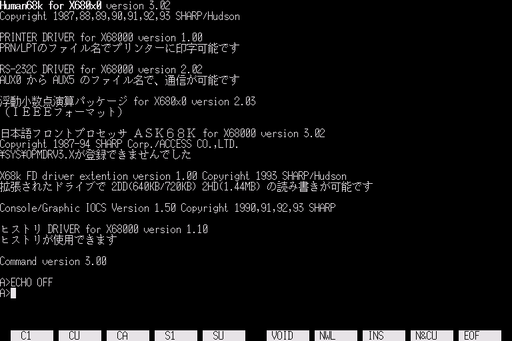 Human68k for X680x0 version 3.02
Copyright 1987,88,89,90,91,92,93 SHARP/Hudson
PRINTER DRIVER for X68000 version 1.00
PRN/LPTのファイル名でプリンターに印字可能です
RS-232C DRIVER for X68000 version 2.02
AUX0 から AUX5 のファイル名で、通信が可能です
浮動小数点演算パッケージ for X680x0 version 2.03
（ＩＥＥＥフォーマット）
日本語フロントプロセッサ ＡＳＫ６８Ｋ for X68000 version 3.02
Copyright 1987-94 SHARP Corp./ACCESS CO.,LTD.
¥SYS¥OPMDRV3.Xが登録できませんでした
X68k FD driver extention version 1.00 Copyright 1993 SHARP/Hudson
拡張されたドライブで 2DD(640KB/720KB) 2HD(1.44MB) の読み書きが可能です
Console/Graphic IOCS Version 1.50 Copyright 1990,91,92,93 SHARP
ヒストリ DRIVER for X68000 version 1.10
ヒストリが使用できます
Command version 3.00
A>ECHO OFF
A>
C1 CU CA S1 SU VOID NWL INS N&CU EOF